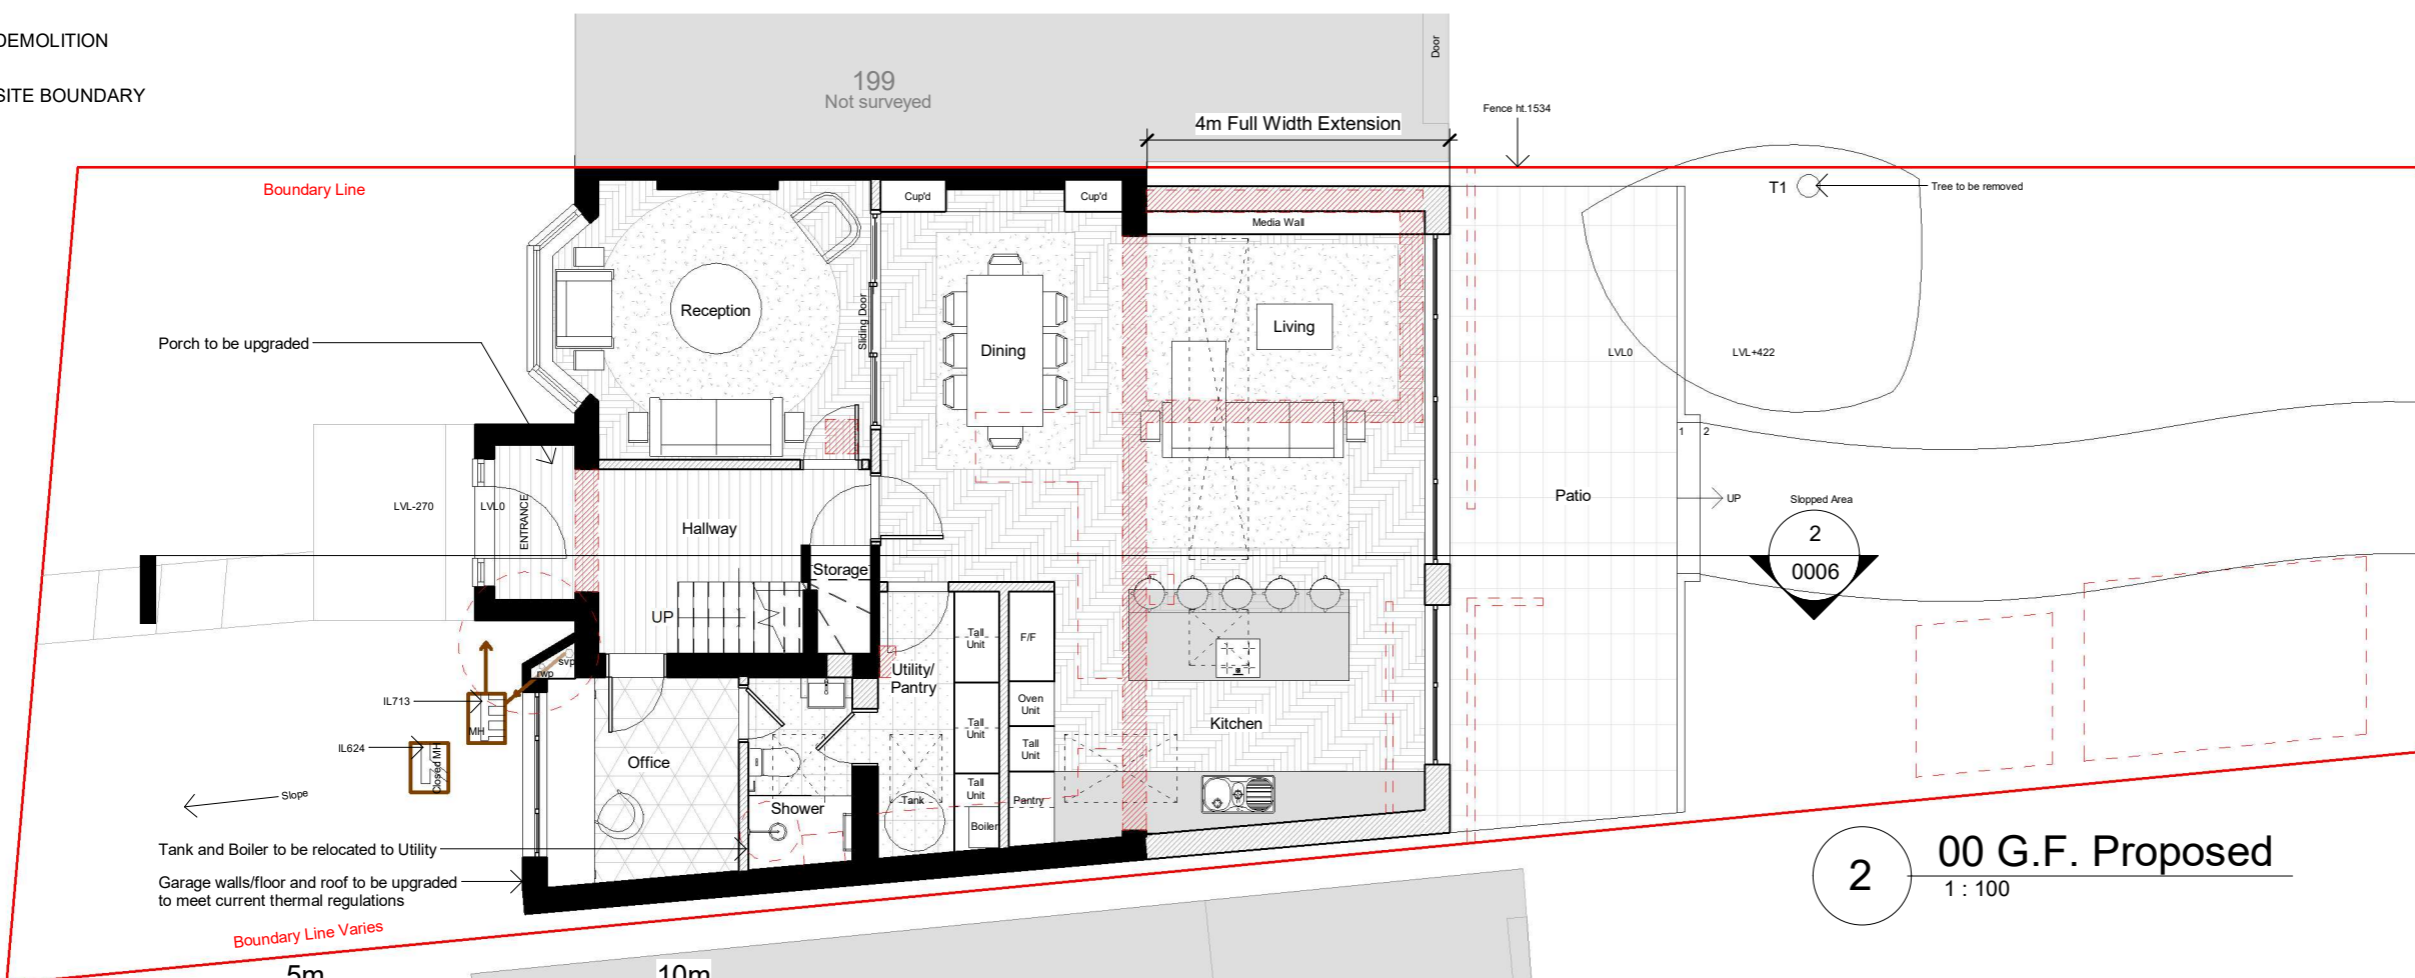 DEMOLITION
SITE BOUNDARY
199
Not surveyed
Door
4m Full Width Extension
Fence ht.1534
Boundary Line
Cup'd
Cup'd
Media Wall
T1
Tree to be removed
Reception
Sliding Door
Dining
Living
Porch to be upgraded
LVL0
LVL+422
1
2
LVL-270
LVL0
ENTRANCE
Hallway
Patio
UP
Slopped Area
2
0006
Storage
UP
Tall
Unit
F/F
svp
rwp
Utility/
Pantry
IL713
MH
Oven
Unit
Tall
Unit
Kitchen
IL624
Closed MH
Office
Tall
Unit
Slope
Tall
Unit
Tank
Pantry
Shower
Boiler
Tank and Boiler to be relocated to Utility
Garage walls/floor and roof to be upgraded
to meet current thermal regulations
Boundary Line Varies
2
00 G.F. Proposed
1 : 100
5m
10m